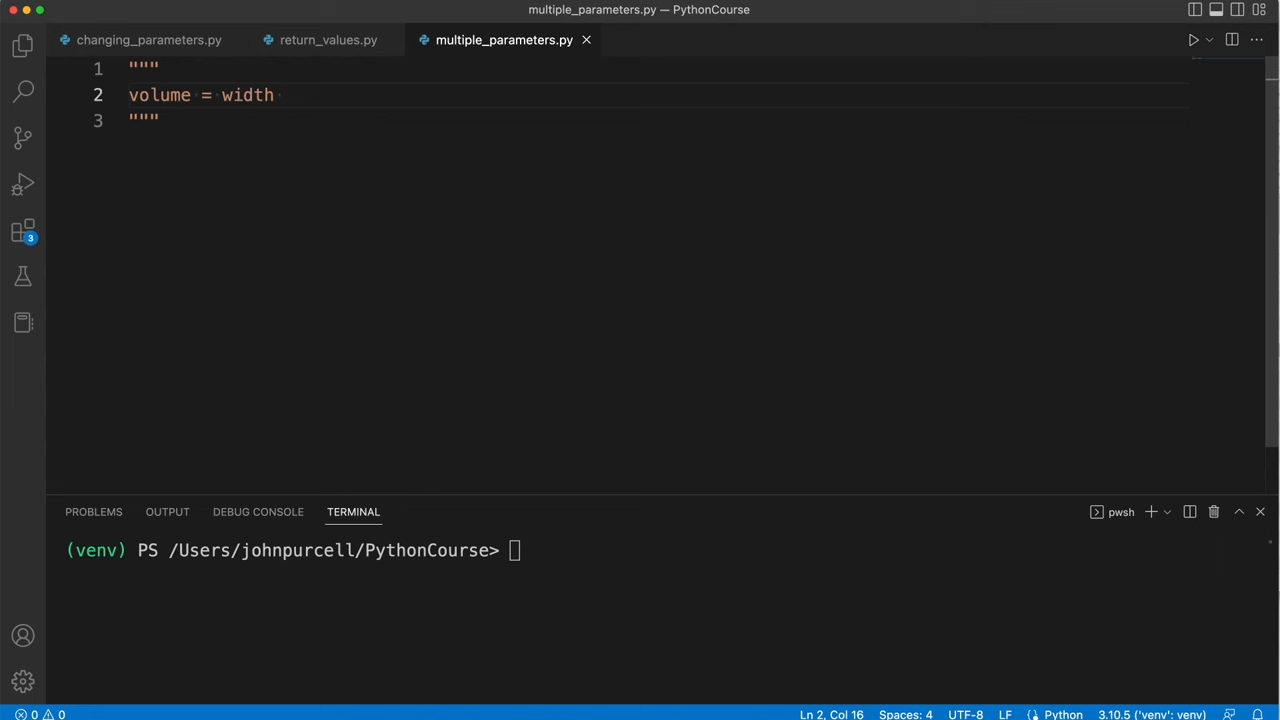 multiple_parameters.py — PythonCourse
changing_parameters.py return_values.py multiple_parameters.py
1 """
2 volume = width
3 """
3
PROBLEMS OUTPUT DEBUG CONSOLE TERMINAL pwsh
(venv) PS /Users/johnpurcell/PythonCourse>
0 0 Ln 2, Col 16 Spaces: 4 UTF-8 LF Python 3.10.5 ('venv': venv)